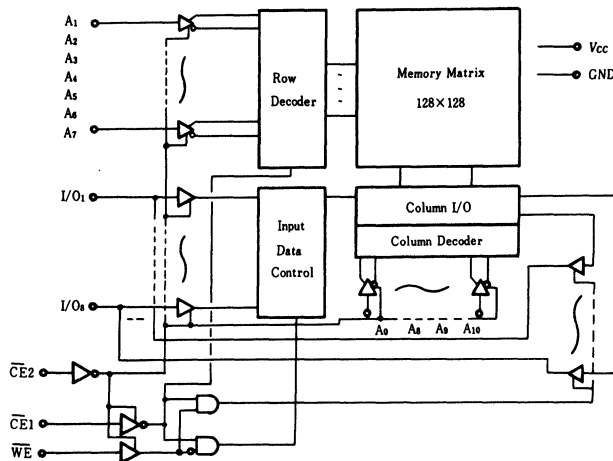 A1
A2
A3
A4
A5
A6
A7
Row
Decoder
Memory Matrix
128×128
Vcc
GND
I/O1
I/O8
Input
Data
Control
Column I/O
Column Decoder
A0 A8 A9 A10
CE2
CE1
WE